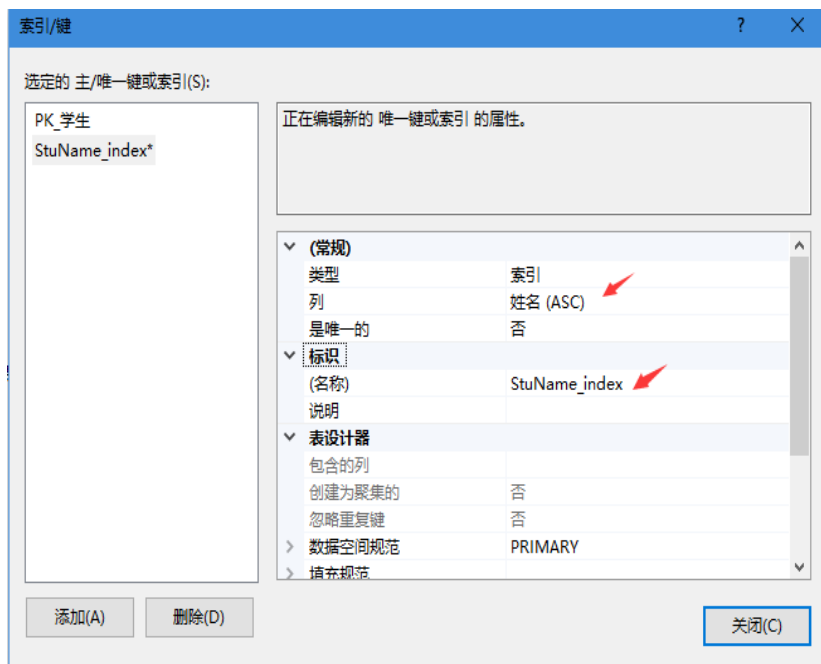 索引/键
?
选定的 主/唯一键或索引(S):
PK_学生
StuName_index*
正在编辑新的 唯一键或索引 的属性。
(常规)
类型 索引
列 姓名 (ASC)
是唯一的 否
标识
(名称) StuName_index
说明
表设计器
包含的列
创建为聚集的 否
忽略重复键 否
数据空间规范 PRIMARY
填充规范
添加(A) 删除(D)
关闭(C)